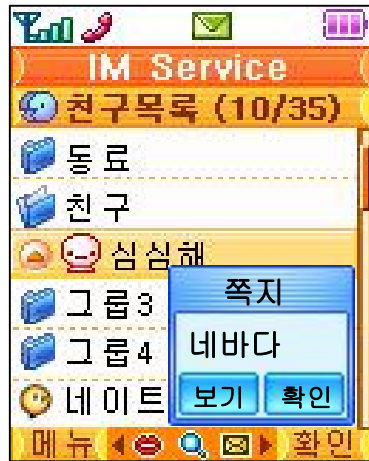 IM Service
친구목록 (10/35)
동료
친구
심심해
그룹3
그룹4
네이트
쪽지
네바다
보기 확인
메뉴 확인